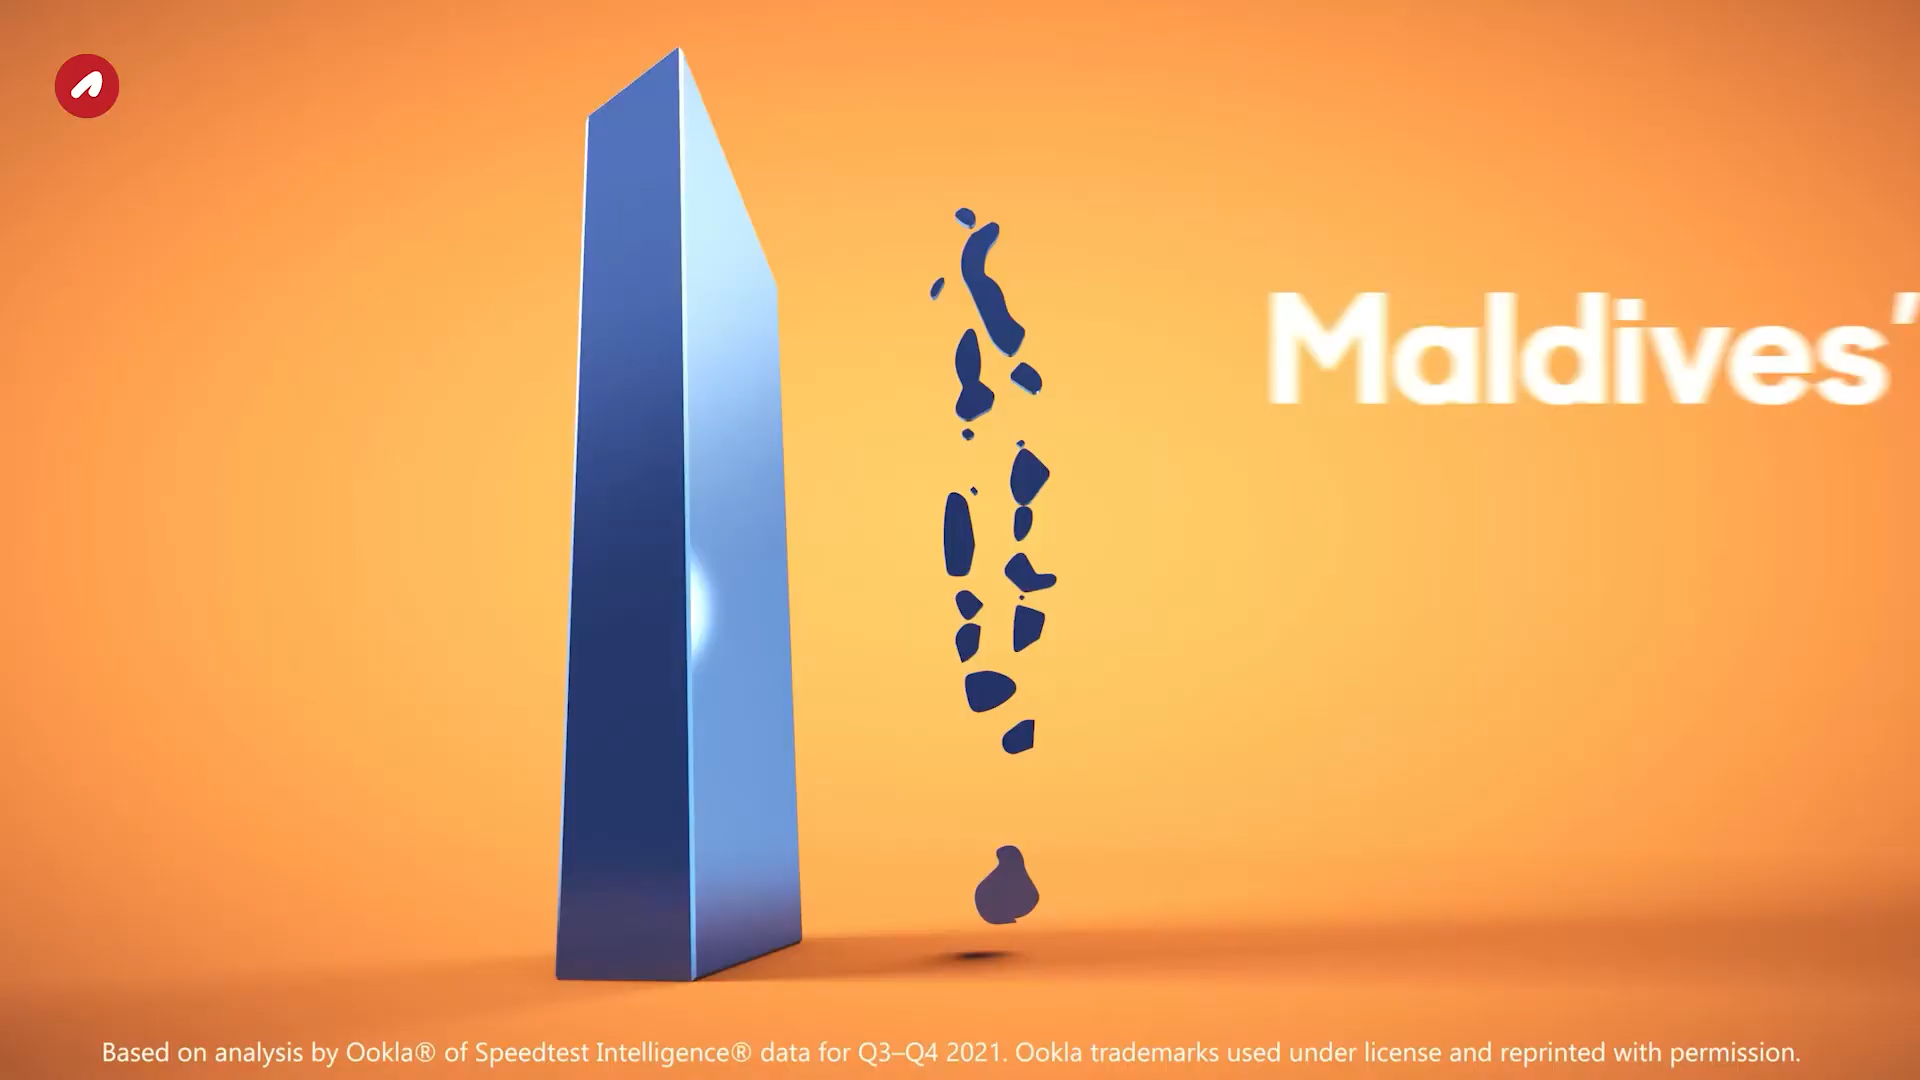 Maldives’
Based on analysis by Ookla® of Speedtest Intelligence® data for Q3–Q4 2021. Ookla trademarks used under license and reprinted with permission.